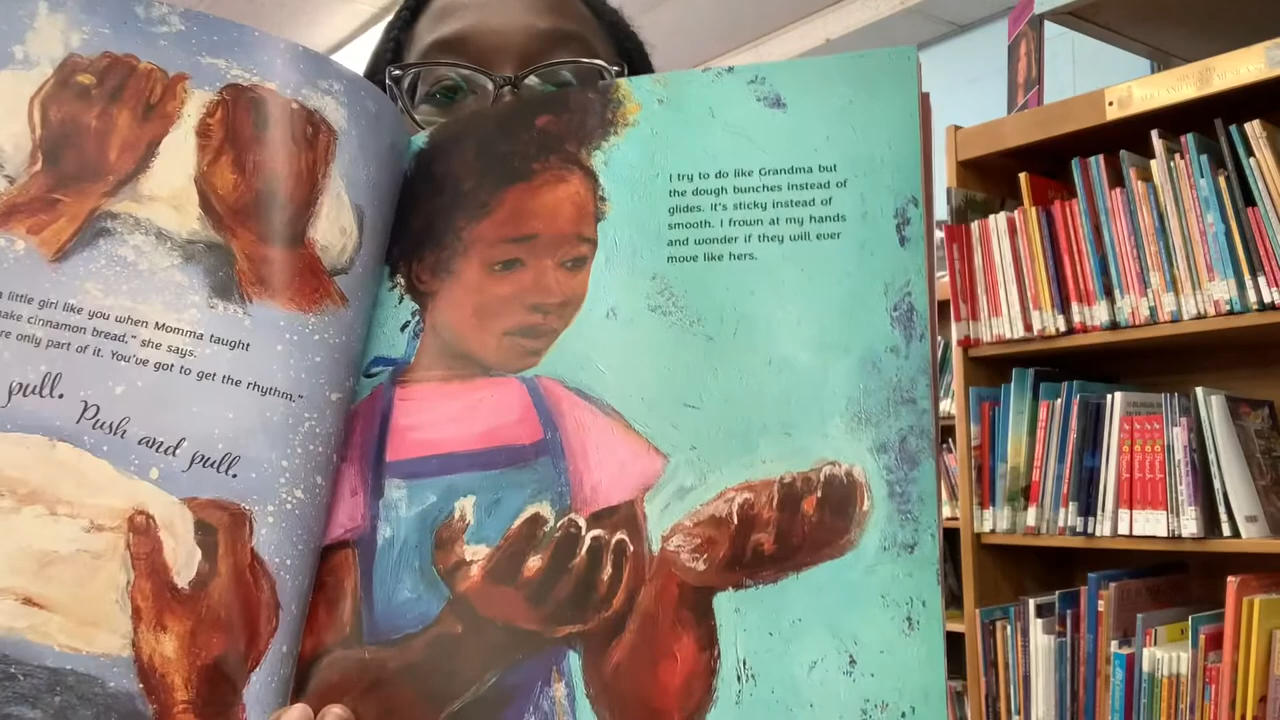 little girl like you when Momma taught
make cinnamon bread," she says.
re only part of it. You've got to get the rhythm."
pull.
Push and pull.
I try to do like Grandma but
the dough bunches instead of
glides. It's sticky instead of
smooth. I frown at my hands
and wonder if they will ever
move like hers.